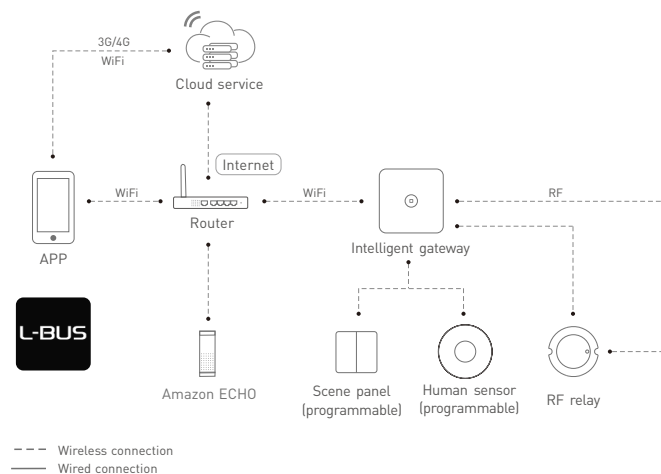 3G/4G
WiFi
Cloud service
Internet
WiFi
WiFi
RF
Router
Intelligent gateway
APP
L-BUS
Amazon ECHO
Scene panel
(programmable)
Human sensor
(programmable)
RF relay
Wireless connection
Wired connection